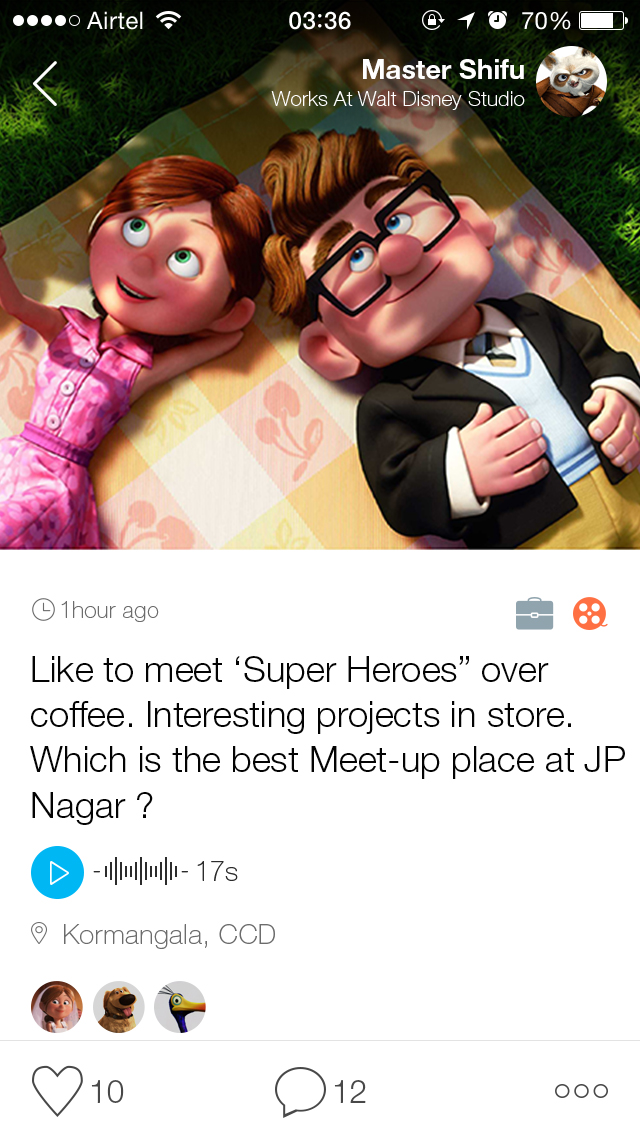 Airtel 03:36 70%
Master Shifu
Works At Walt Disney Studio
1hour ago
Like to meet ‘Super Heroes” over
coffee. Interesting projects in store.
Which is the best Meet-up place at JP
Nagar ?
17s
Kormangala, CCD
10 12